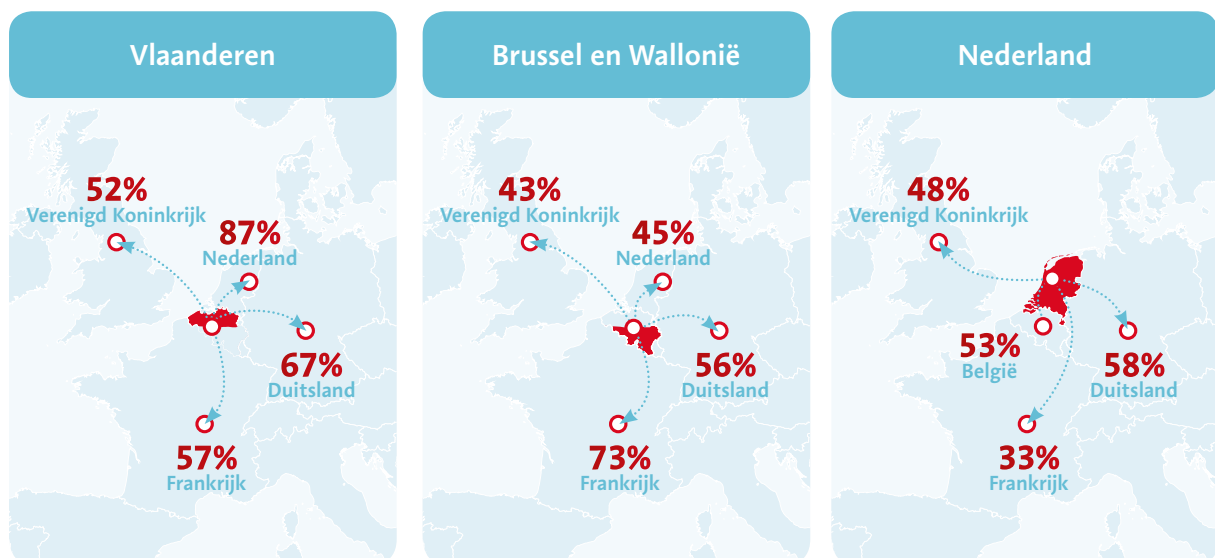 Vlaanderen
52%
Verenigd Koninkrijk
87%
Nederland
67%
Duitsland
57%
Frankrijk
Brussel en Wallonië
43%
Verenigd Koninkrijk
45%
Nederland
56%
Duitsland
73%
Frankrijk
Nederland
48%
Verenigd Koninkrijk
53%
België
58%
Duitsland
33%
Frankrijk